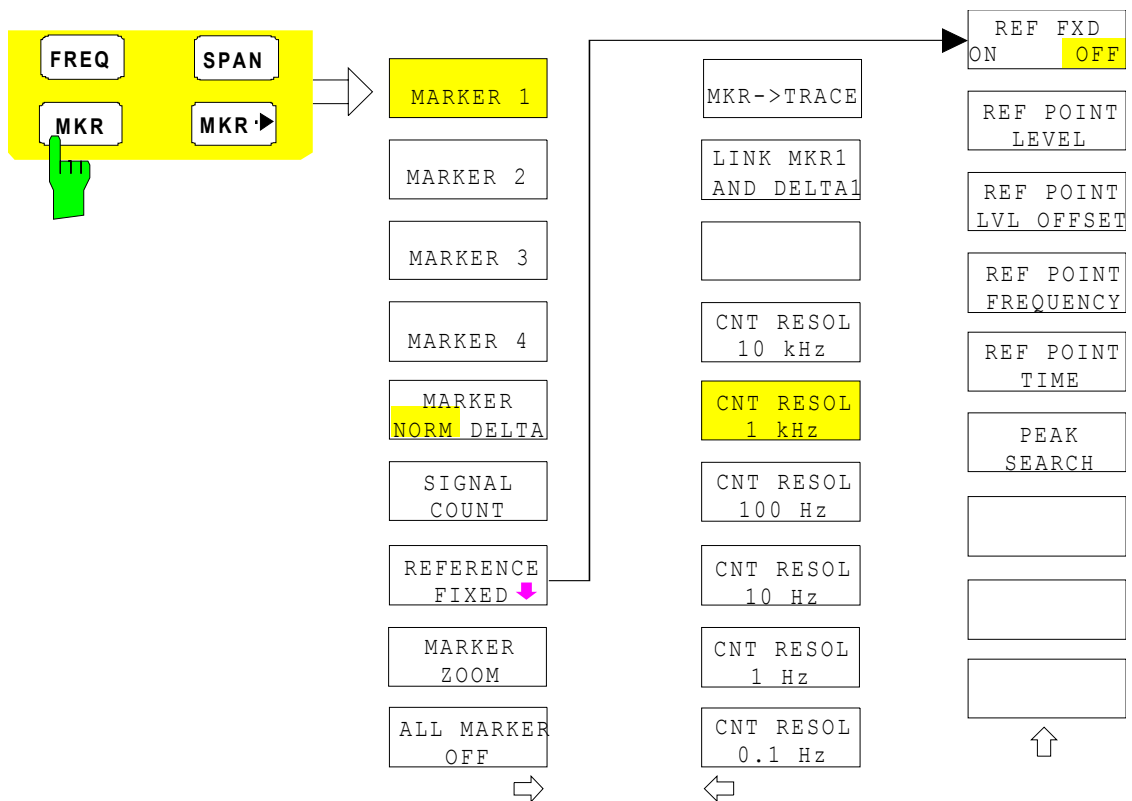 FREQ
SPAN
MKR
MKR
MARKER 1
MARKER 2
MARKER 3
MARKER 4
MARKER
NORM DELTA
SIGNAL
COUNT
REFERENCE
FIXED
MARKER
ZOOM
ALL MARKER
OFF
MKR->TRACE
LINK MKR1
AND DELTA1
CNT RESOL
10 kHz
CNT RESOL
1 kHz
CNT RESOL
100 Hz
CNT RESOL
10 Hz
CNT RESOL
1 Hz
CNT RESOL
0.1 Hz
REF FXD
ON OFF
REF POINT
LEVEL
REF POINT
LVL OFFSET
REF POINT
FREQUENCY
REF POINT
TIME
PEAK
SEARCH